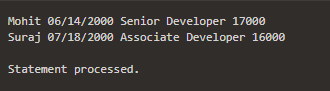 Mohit 06/14/2000 Senior Developer 17000
Suraj 07/18/2000 Associate Developer 16000
Statement processed.